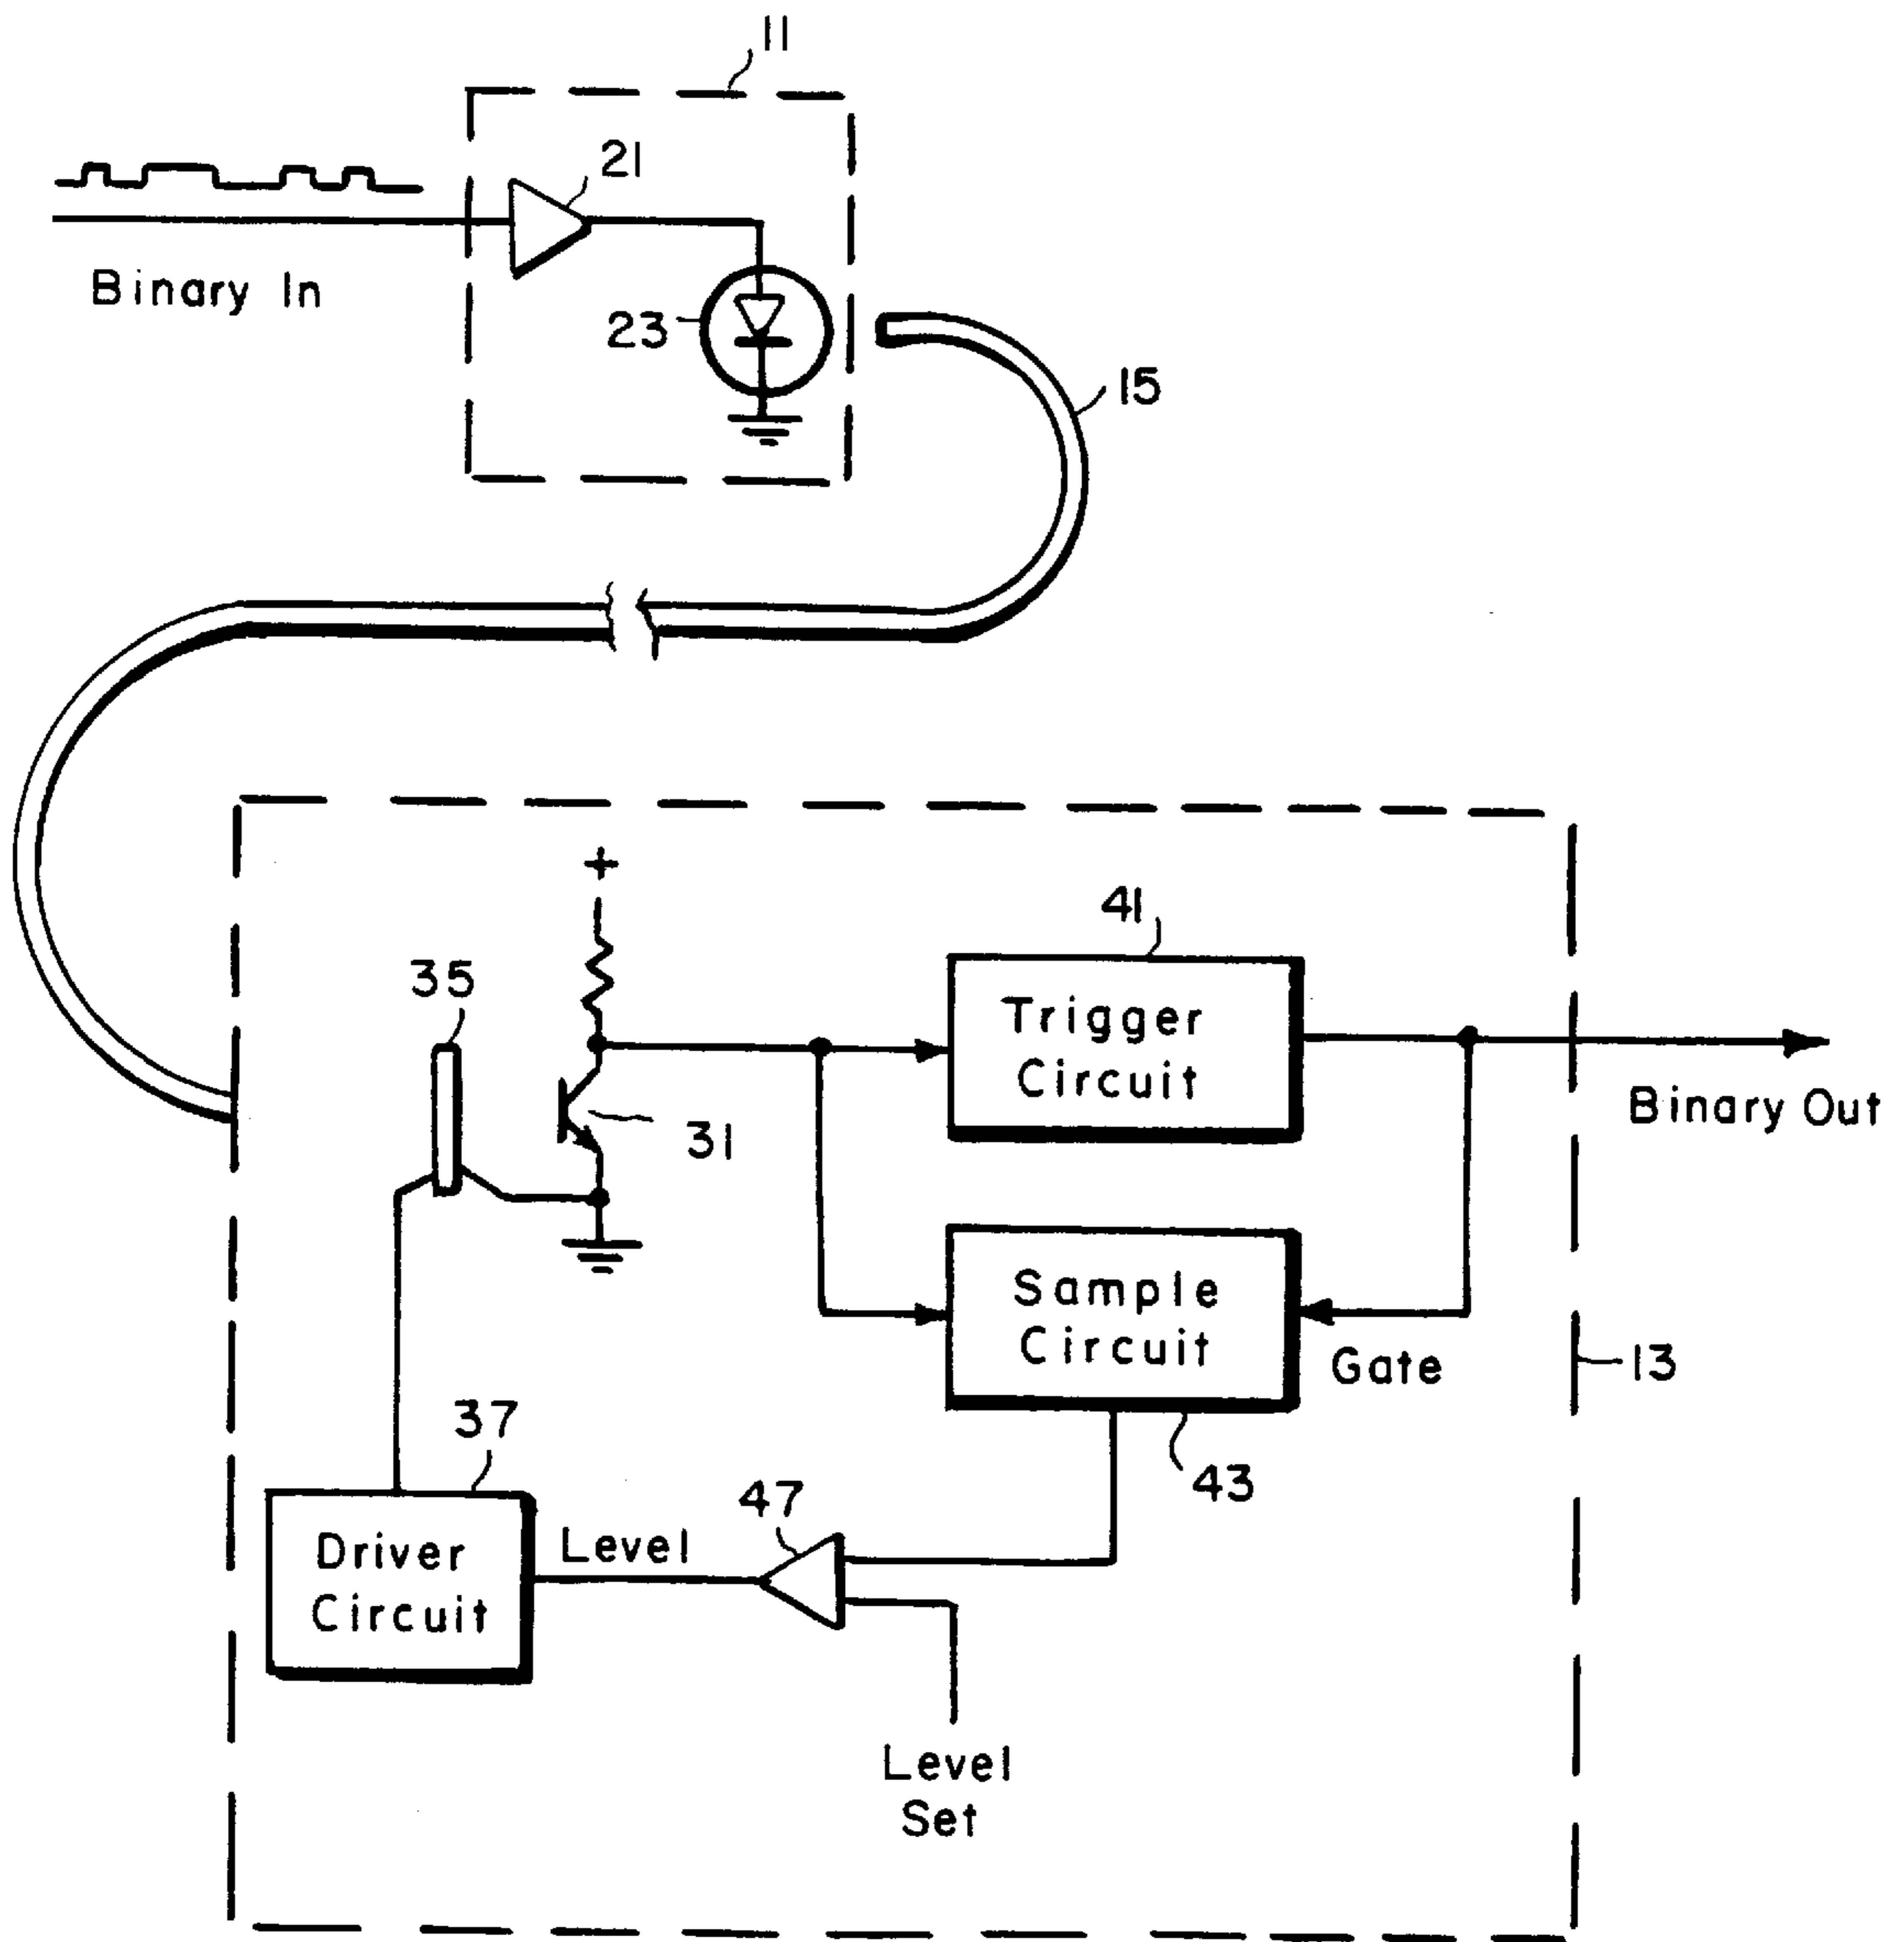 11
21
Binary In
23
15
+
41
35
Trigger
Circuit
Binary Out
31
Sample
Circuit
Gate
13
37
43
47
Driver
Circuit
Level
Level
Set